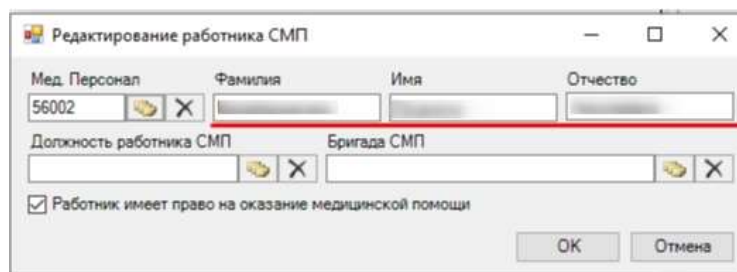 Редактирование работника СМП
Мед. Персонал Фамилия Имя Отчество
56002
Должность работника СМП Бригада СМП
Работник имеет право на оказание медицинской помощи
OK Отмена